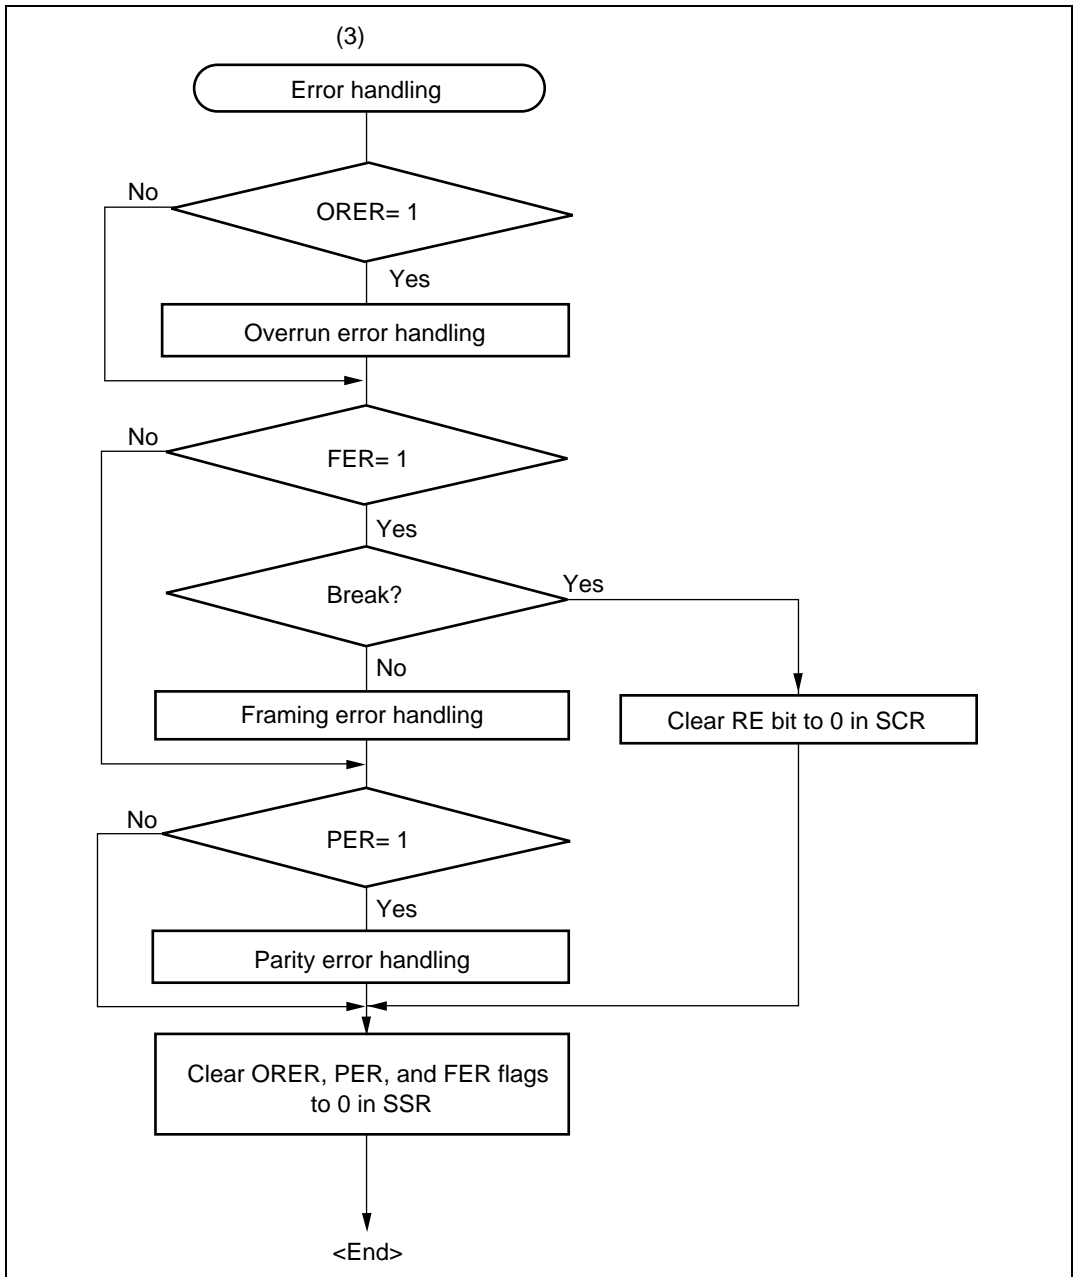 (3)
Error handling
No
ORER= 1
Yes
Overrun error handling
No
FER= 1
Yes
Break?
Yes
No
Framing error handling
Clear RE bit to 0 in SCR
No
PER= 1
Yes
Parity error handling
Clear ORER, PER, and FER flags
to 0 in SSR
<End>